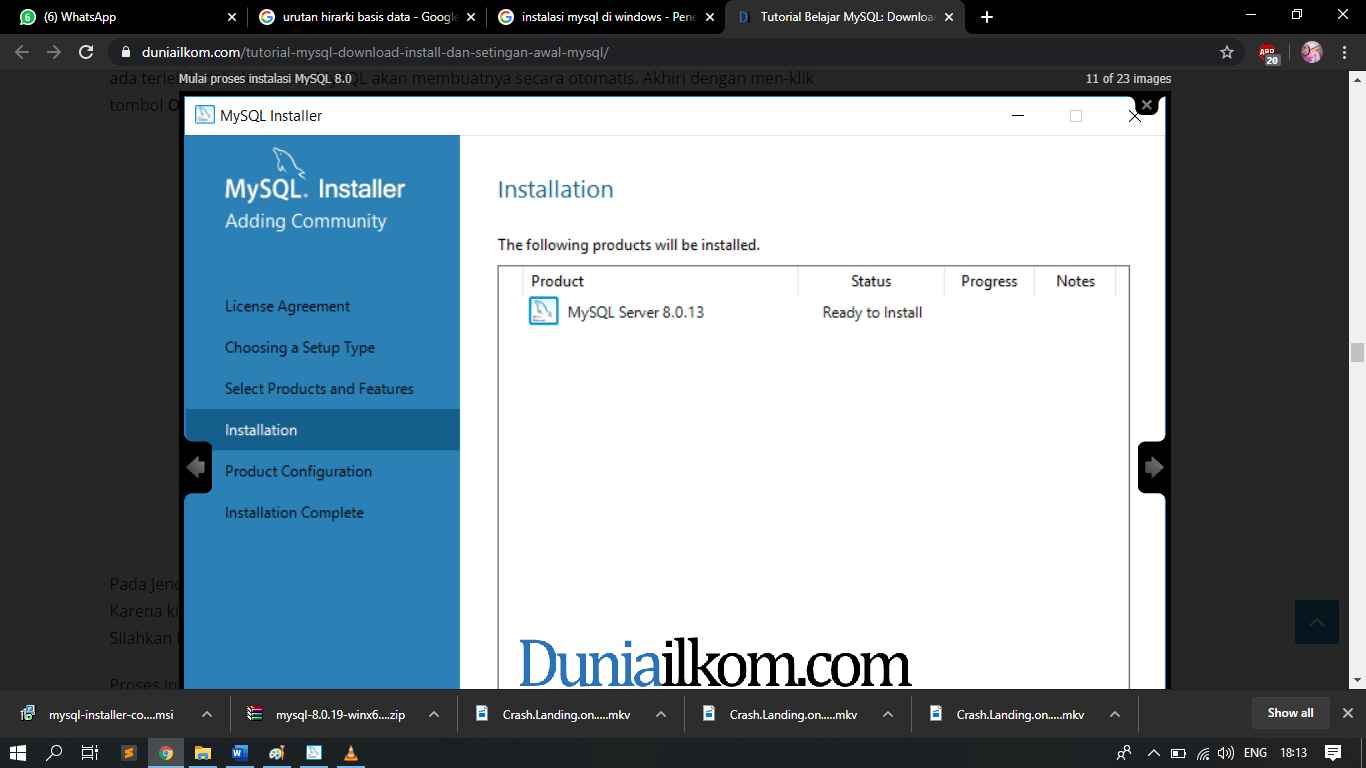 (6) WhatsApp
urutan hirarki basis data - Google
instalasi mysql di windows - Pene
Tutorial Belajar MySQL: Downloa
duniailkom.com/tutorial-mysql-download-install-dan-setingan-awal-mysql/
ABP
20
Mulai proses instalasi MySQL 8.0
11 of 23 images
ada terle
QL akan membuatnya secara otomatis. Akhiri dengan men-klik
tombol O
MySQL Installer
MySQL. Installer
Adding Community
License Agreement
Choosing a Setup Type
Select Products and Features
Installation
Product Configuration
Installation Complete
Installation
The following products will be installed.
Product Status Progress Notes
MySQL Server 8.0.13 Ready to Install
Pada Jend
Karena ki
Silahkan
Proses in
Duniailkom.com
mysql-installer-co....msi
mysql-8.0.19-winx6....zip
Crash.Landing.on.....mkv
Crash.Landing.on.....mkv
Crash.Landing.on.....mkv
Show all
ENG
18:13